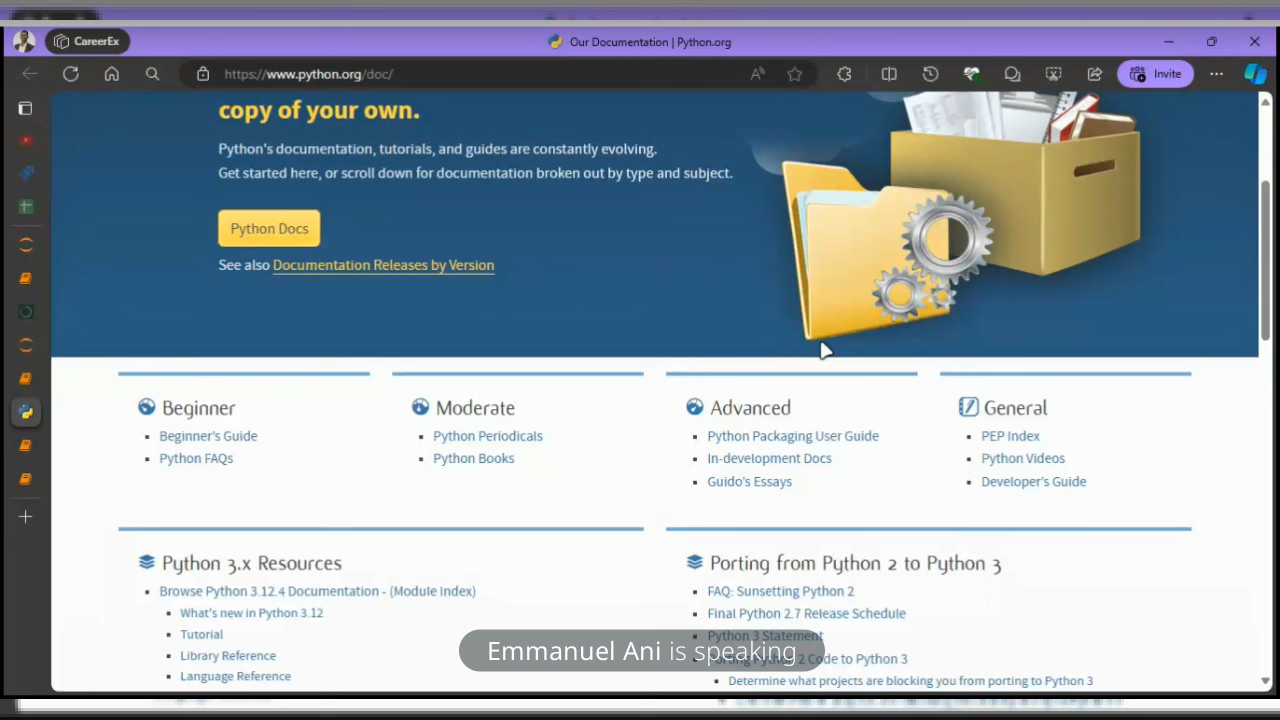 CareerEx
Our Documentation | Python.org
https://www.python.org/doc/
Invite
copy of your own.
Python's documentation, tutorials, and guides are constantly evolving.
Get started here, or scroll down for documentation broken out by type and subject.
Python Docs
See also Documentation Releases by Version
Beginner
Beginner's Guide
Python FAQs
Moderate
Python Periodicals
Python Books
Advanced
Python Packaging User Guide
In-development Docs
Guido's Essays
General
PEP Index
Python Videos
Developer's Guide
Python 3.x Resources
Browse Python 3.12.4 Documentation - (Module Index)
What's new in Python 3.12
Tutorial
Library Reference
Language Reference
Porting from Python 2 to Python 3
FAQ: Sunsetting Python 2
Final Python 2.7 Release Schedule
Python 3 Statement
Porting Python 2 Code to Python 3
Determine what projects are blocking you from porting to Python 3
Emmanuel Ani is speaking